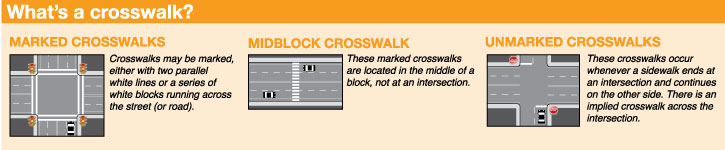 What's a crosswalk?
MARKED CROSSWALKS
Crosswalks may be marked,
either with two parallel
white lines or a series of
white blocks running across
the street (or road).
MIDBLOCK CROSSWALK
These marked crosswalks
are located in the middle of a
block, not at an intersection.
UNMARKED CROSSWALKS
These crosswalks occur
whenever a sidewalk ends at
an intersection and continues
on the other side. There is an
implied crosswalk across the
intersection.